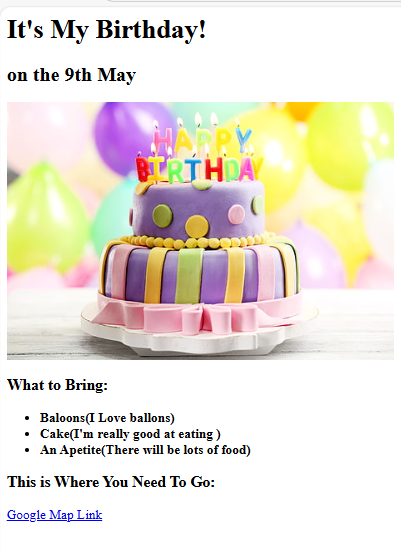 It's My Birthday!
on the 9th May
HAPPY
BIRTHDAY
What to Bring:
Baloons(I Love ballons)
Cake(I'm really good at eating )
An Apetite(There will be lots of food)
This is Where You Need To Go:
Google Map Link